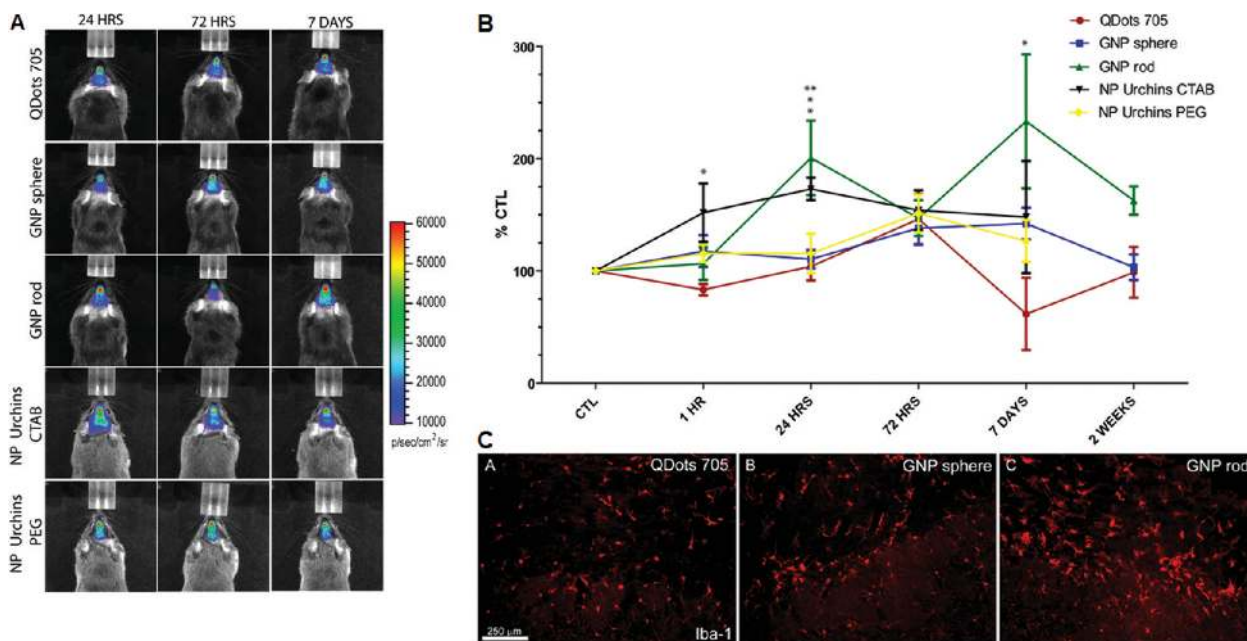 A
24 HRS 72 HRS 7 DAYS
QDots 705
GNP sphere
GNP rod
NP Urchins
CTAB
NP Urchins
PEG
60000
50000
40000
30000
20000
10000
p/sec/cm²/sr
B
QDots 705
GNP sphere
GNP rod
NP Urchins CTAB
NP Urchins PEG
% CTL
300
250
200
150
100
50
0
*
**
*
*
*
CTL 1 HR 24 HRS 72 HRS 7 DAYS 2 WEEKS
C
A QDots 705
250 µm Iba-1
B GNP sphere
C GNP rod